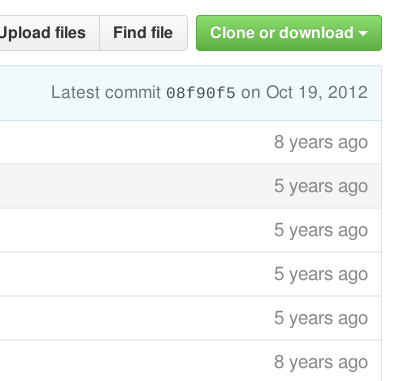 Upload files Find file Clone or download
Latest commit 08f90f5 on Oct 19, 2012
8 years ago
5 years ago
5 years ago
5 years ago
5 years ago
8 years ago